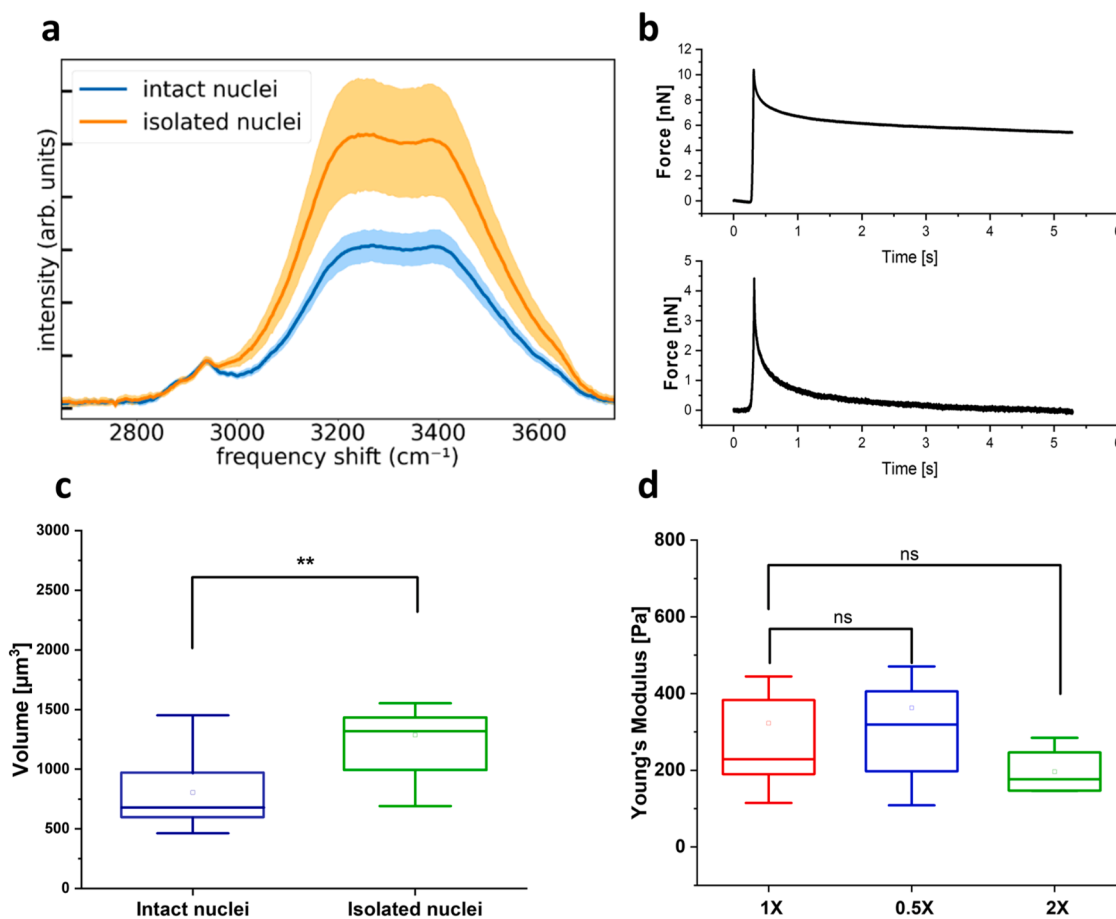 a
intact nuclei
isolated nuclei
intensity (arb. units)
2800 3000 3200 3400 3600
frequency shift (cm⁻¹)
b
12
10
8
6
4
2
0
Force [nN]
0 1 2 3 4 5 6
Time [s]
5
4
3
2
1
0
Force [nN]
0 1 2 3 4 5 6
Time [s]
c
3000
2500
2000
1500
1000
500
0
Volume [µm³]
**
Intact nuclei Isolated nuclei
d
800
600
400
200
0
Young's Modulus [Pa]
ns
ns
1X 0.5X 2X